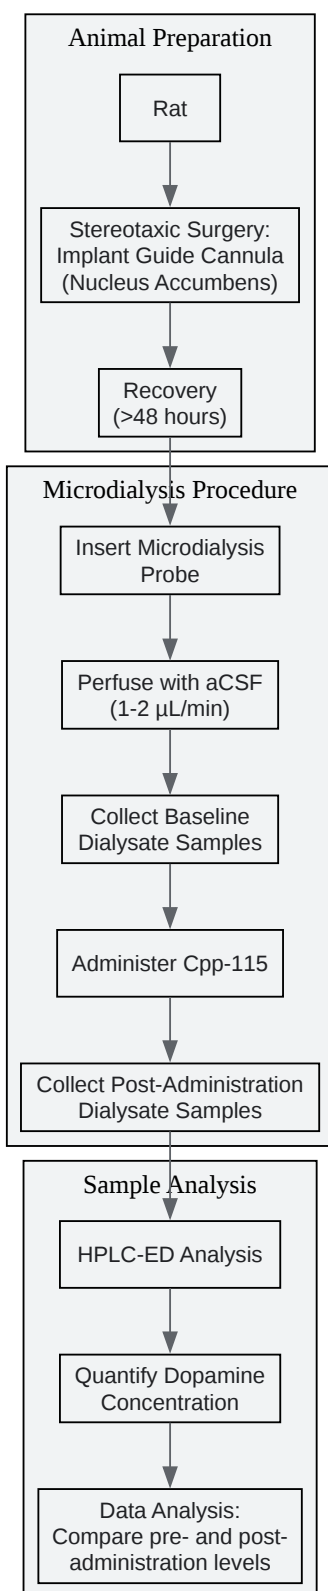 Animal Preparation
Rat
Stereotaxic Surgery:
Implant Guide Cannula
(Nucleus Accumbens)
Recovery
(>48 hours)
Microdialysis Procedure
Insert Microdialysis
Probe
Perfuse with aCSF
(1-2 µL/min)
Collect Baseline
Dialysate Samples
Administer Cpp-115
Collect Post-Administration
Dialysate Samples
Sample Analysis
HPLC-ED Analysis
Quantify Dopamine
Concentration
Data Analysis:
Compare pre- and post-
administration levels